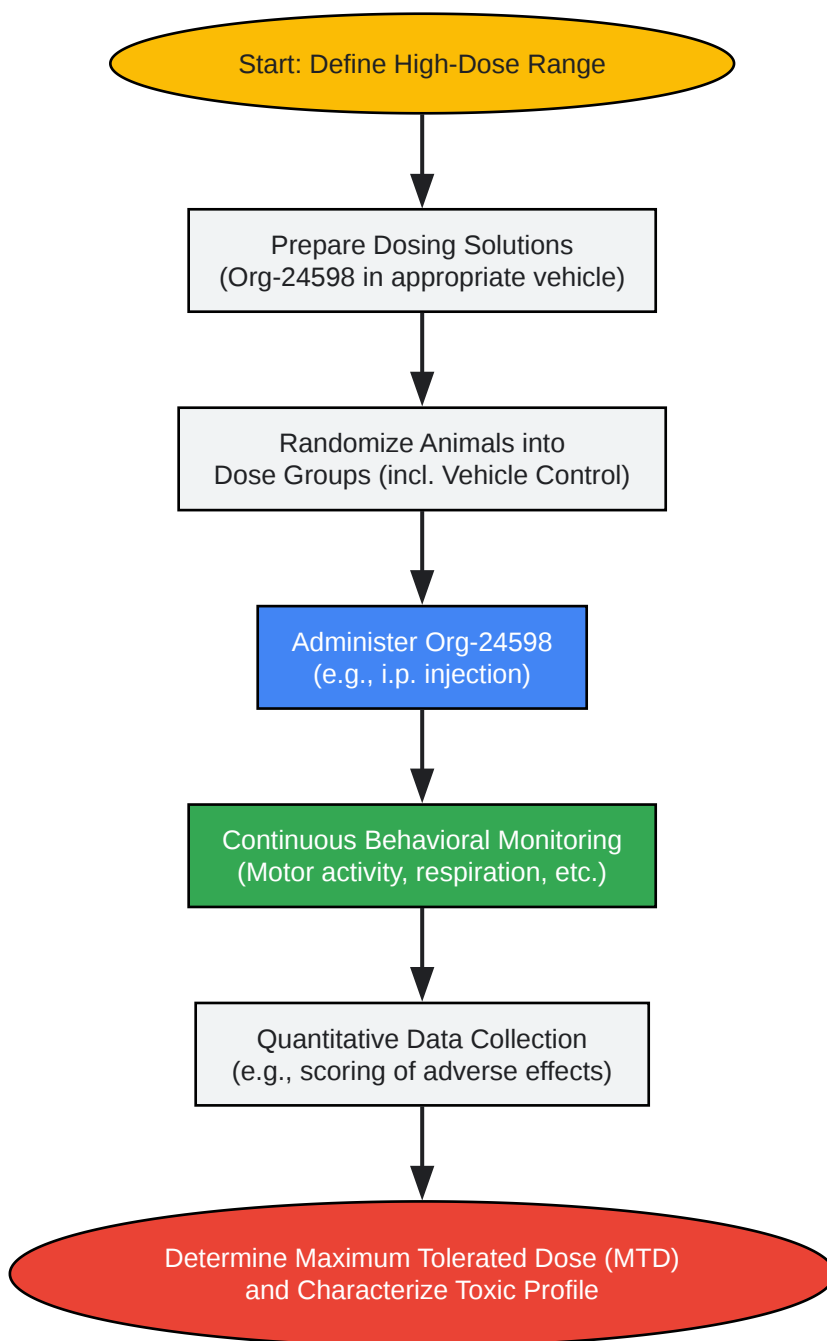 Start: Define High-Dose Range
Prepare Dosing Solutions
(Org-24598 in appropriate vehicle)
Randomize Animals into
Dose Groups (incl. Vehicle Control)
Administer Org-24598
(e.g., i.p. injection)
Continuous Behavioral Monitoring
(Motor activity, respiration, etc.)
Quantitative Data Collection
(e.g., scoring of adverse effects)
Determine Maximum Tolerated Dose (MTD)
and Characterize Toxic Profile